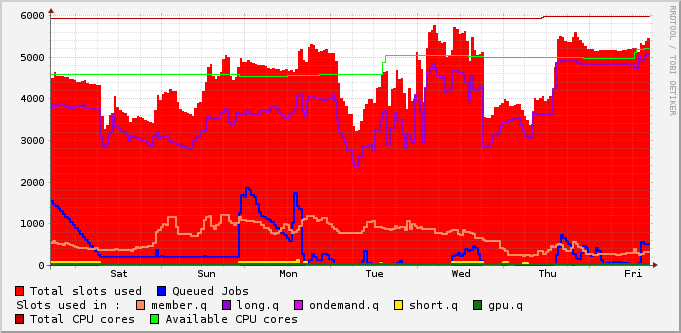 6000
5000
4000
3000
2000
1000
0
Sat Sun Mon Tue Wed Thu Fri
RRDTOOL / TOBI OETIKER
Total slots used Queued Jobs
Slots used in : member.q long.q ondemand.q short.q gpu.q
Total CPU cores Available CPU cores